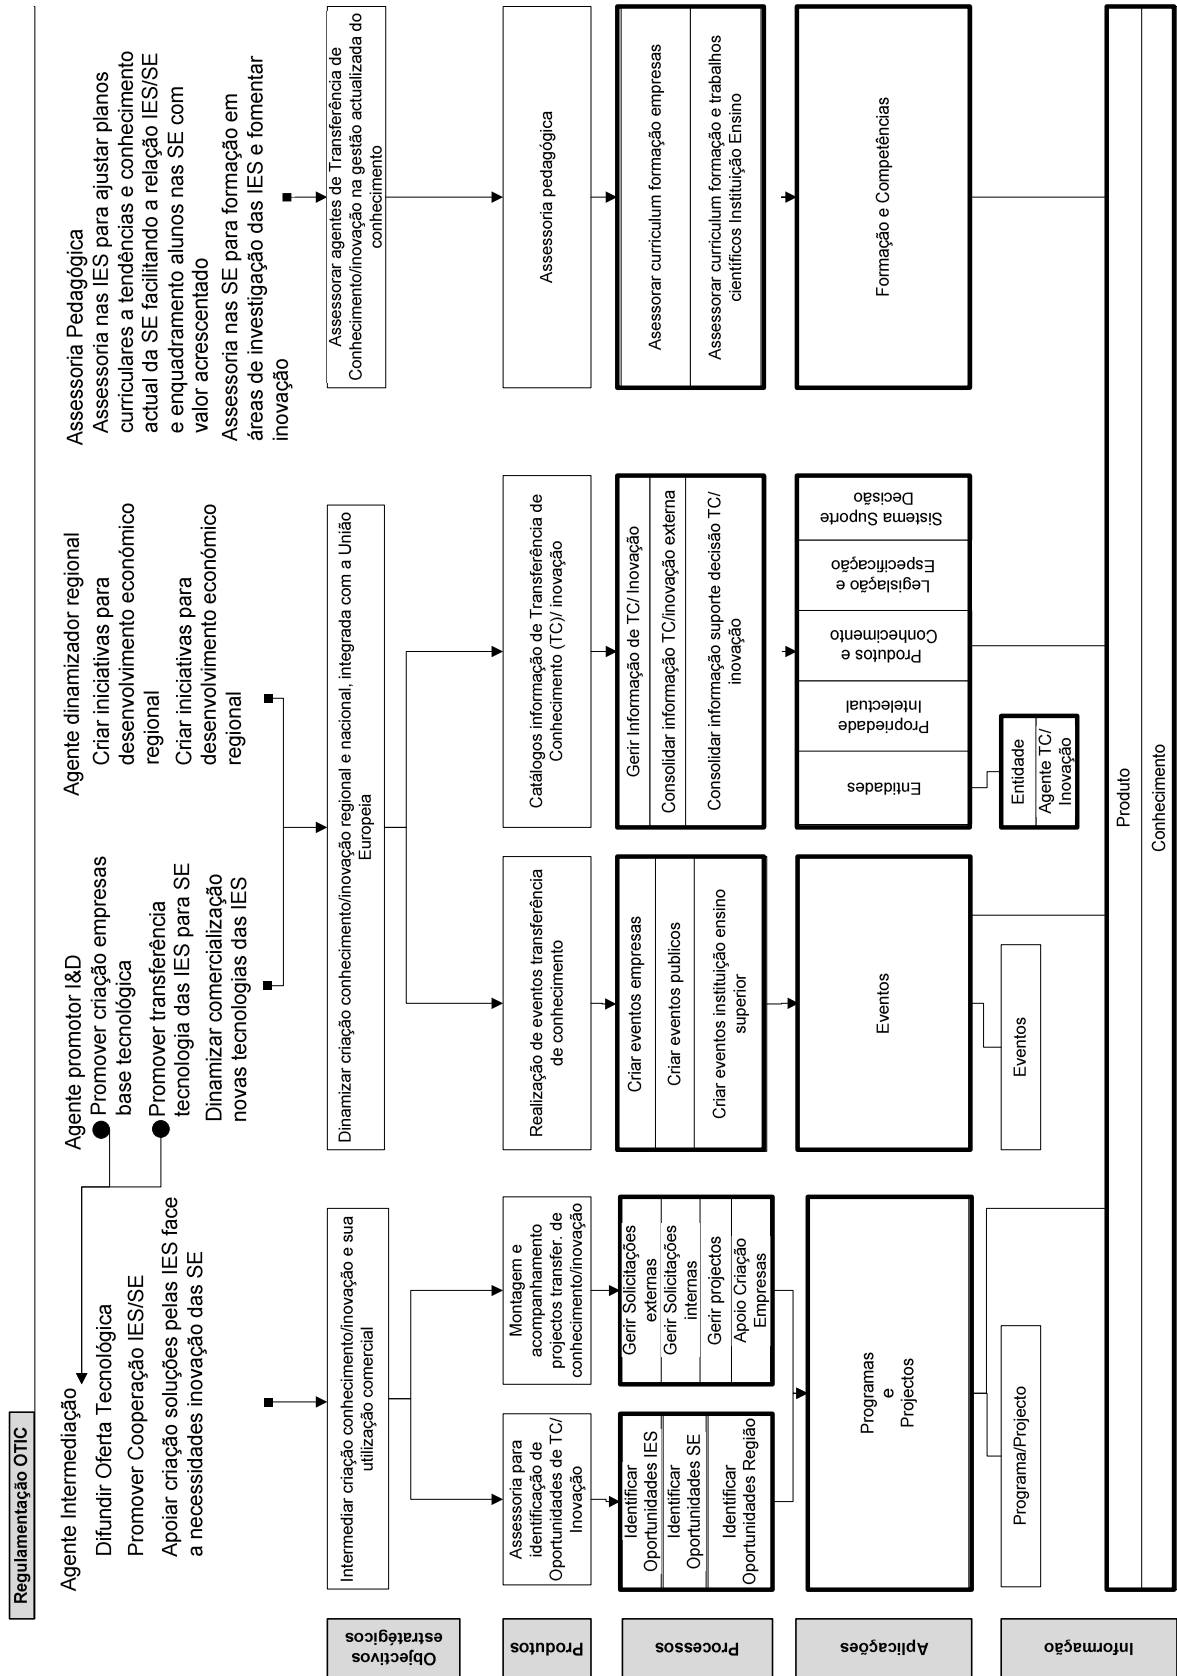 Regulamentação OTIC
Agente Intermediação
Difundir Oferta Tecnológica
Promover Cooperação IES/SE
Apoiar criação soluções pelas IES face
a necessidades inovação das SE
Agente promotor I&D
Promover criação empresas
base tecnológica
Promover transferência
tecnologia das IES para SE
Dinamizar comercialização
novas tecnologias das IES
Agente dinamizador regional
Criar iniciativas para
desenvolvimento económico
regional
Criar iniciativas para
desenvolvimento económico
regional
Assessoria Pedagógica
Assessoria nas IES para ajustar planos
curriculares a tendências e conhecimento
actual da SE facilitando a relação IES/SE
e enquadramento alunos nas SE com
valor acrescentado
Assessoria nas SE para formação em
áreas de investigação das IES e fomentar
inovação
Objectivos
estratégicos
Intermediar criação conhecimento/inovação e sua
utilização comercial
Dinamizar criação conhecimento/inovação regional e nacional, integrada com a União
Europeia
Assessorar agentes de Transferência de
Conhecimento/inovação na gestão actualizada do
conhecimento
Produtos
Assessoria para
identificação de
Oportunidades de TC/
Inovação
Montagem e
acompanhamento
projectos transfer. de
conhecimento/inovação
Realização de eventos transferência
de conhecimento
Catálogos informação de Transferência de
Conhecimento (TC)/ inovação
Assessoria pedagógica
Processos
Identificar
Oportunidades IES
Identificar
Oportunidades SE
Identificar
Oportunidades Região
Gerir Solicitações
externas
Gerir Solicitações
internas
Gerir projectos
Apoio Criação
Empresas
Criar eventos empresas
Criar eventos publicos
Criar eventos instituição ensino
superior
Gerir Informação de TC/ Inovação
Consolidar informação TC/inovação externa
Consolidar informação suporte decisão TC/
inovação
Asessorar curriculum formação empresas
Assessorar curriculum formação e trabalhos
científicos Instituição Ensino
Aplicações
Programas
e
Projectos
Eventos
Entidades
Propriedade
Intelectual
Produtos e
Conhecimento
Legislação e
Especificação
Sistema Suporte
Decisão
Formação e Competências
Informação
Programa/Projecto
Eventos
Entidade
Agente TC/
Inovação
Produto
Conhecimento